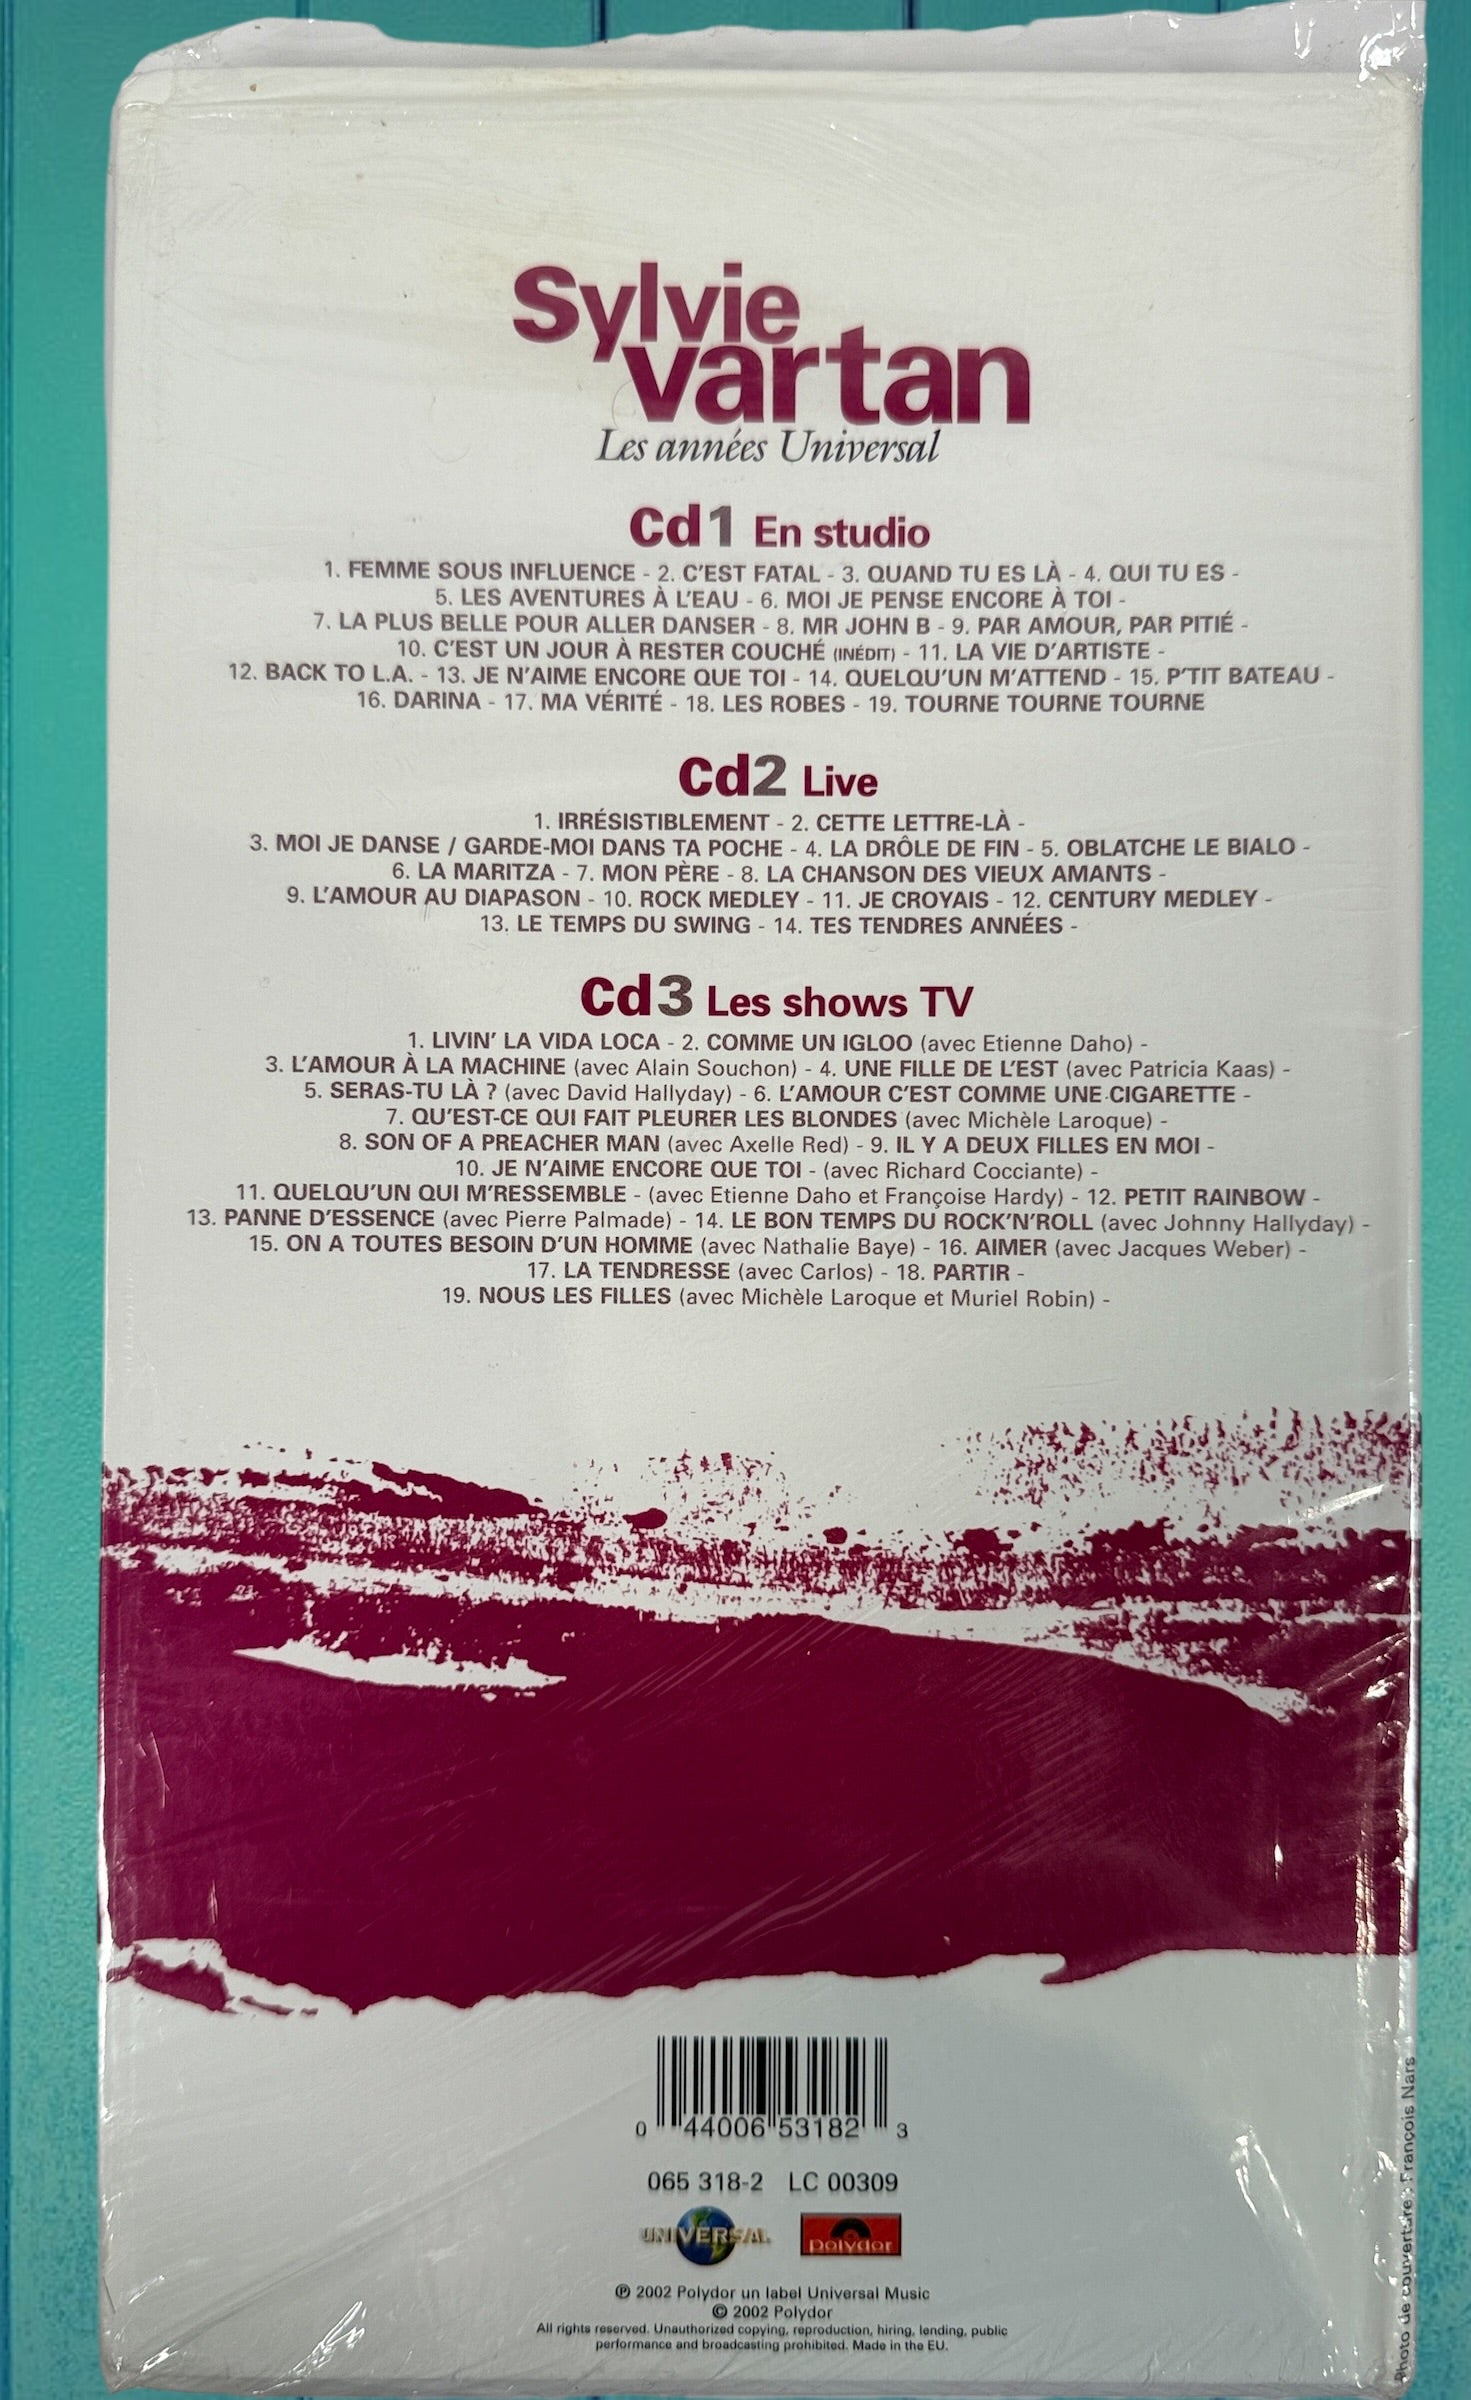 Sylvie
vartan
Les années Universal
Cd1 En studio
1. FEMME SOUS INFLUENCE - 2. C'EST FATAL - 3. QUAND TU ES LÀ - 4. QUI TU ES -
5. LES AVENTURES À L'EAU - 6. MOI JE PENSE ENCORE À TOI -
7. LA PLUS BELLE POUR ALLER DANSER - 8. MR JOHN B - 9. PAR AMOUR, PAR PITIÉ -
10. C'EST UN JOUR À RESTER COUCHÉ (INÉDIT) - 11. LA VIE D'ARTISTE -
12. BACK TO L.A. - 13. JE N'AIME ENCORE QUE TOI - 14. QUELQU'UN M'ATTEND - 15. P'TIT BATEAU -
16. DARINA - 17. MA VÉRITÉ - 18. LES ROBES - 19. TOURNE TOURNE TOURNE
Cd2 Live
1. IRRÉSISTIBLEMENT - 2. CETTE LETTRE-LÀ -
3. MOI JE DANSE / GARDE-MOI DANS TA POCHE - 4. LA DRÔLE DE FIN - 5. OBLATCHE LE BIALO -
6. LA MARITZA - 7. MON PÈRE - 8. LA CHANSON DES VIEUX AMANTS -
9. L'AMOUR AU DIAPASON - 10. ROCK MEDLEY - 11. JE CROYAIS - 12. CENTURY MEDLEY -
13. LE TEMPS DU SWING - 14. TES TENDRES ANNÉES -
Cd3 Les shows TV
1. LIVIN' LA VIDA LOCA - 2. COMME UN IGLOO (avec Etienne Daho) -
3. L'AMOUR À LA MACHINE (avec Alain Souchon) - 4. UNE FILLE DE L'EST (avec Patricia Kaas) -
5. SERAS-TU LÀ ? (avec David Hallyday) - 6. L'AMOUR C'EST COMME UNE CIGARETTE -
7. QU'EST-CE QUI FAIT PLEURER LES BLONDES (avec Michèle Laroque) -
8. SON OF A PREACHER MAN (avec Axelle Red) - 9. IL Y A DEUX FILLES EN MOI -
10. JE N'AIME ENCORE QUE TOI - (avec Richard Cocciante) -
11. QUELQU'UN QUI M'RESSEMBLE - (avec Etienne Daho et Françoise Hardy) - 12. PETIT RAINBOW -
13. PANNE D'ESSENCE (avec Pierre Palmade) - 14. LE BON TEMPS DU ROCK'N'ROLL (avec Johnny Hallyday) -
15. ON A TOUTES BESOIN D'UN HOMME (avec Nathalie Baye) - 16. AIMER (avec Jacques Weber) -
17. LA TENDRESSE (avec Carlos) - 18. PARTIR -
19. NOUS LES FILLES (avec Michèle Laroque et Muriel Robin) -
0 44006 53182 3
065 318-2 LC 00309
UNIVERSAL
polydor
℗ 2002 Polydor un label Universal Music
© 2002 Polydor
All rights reserved. Unauthorized copying, reproduction, hiring, lending, public
performance and broadcasting prohibited. Made in the EU.
Photo de couverture : François Nars